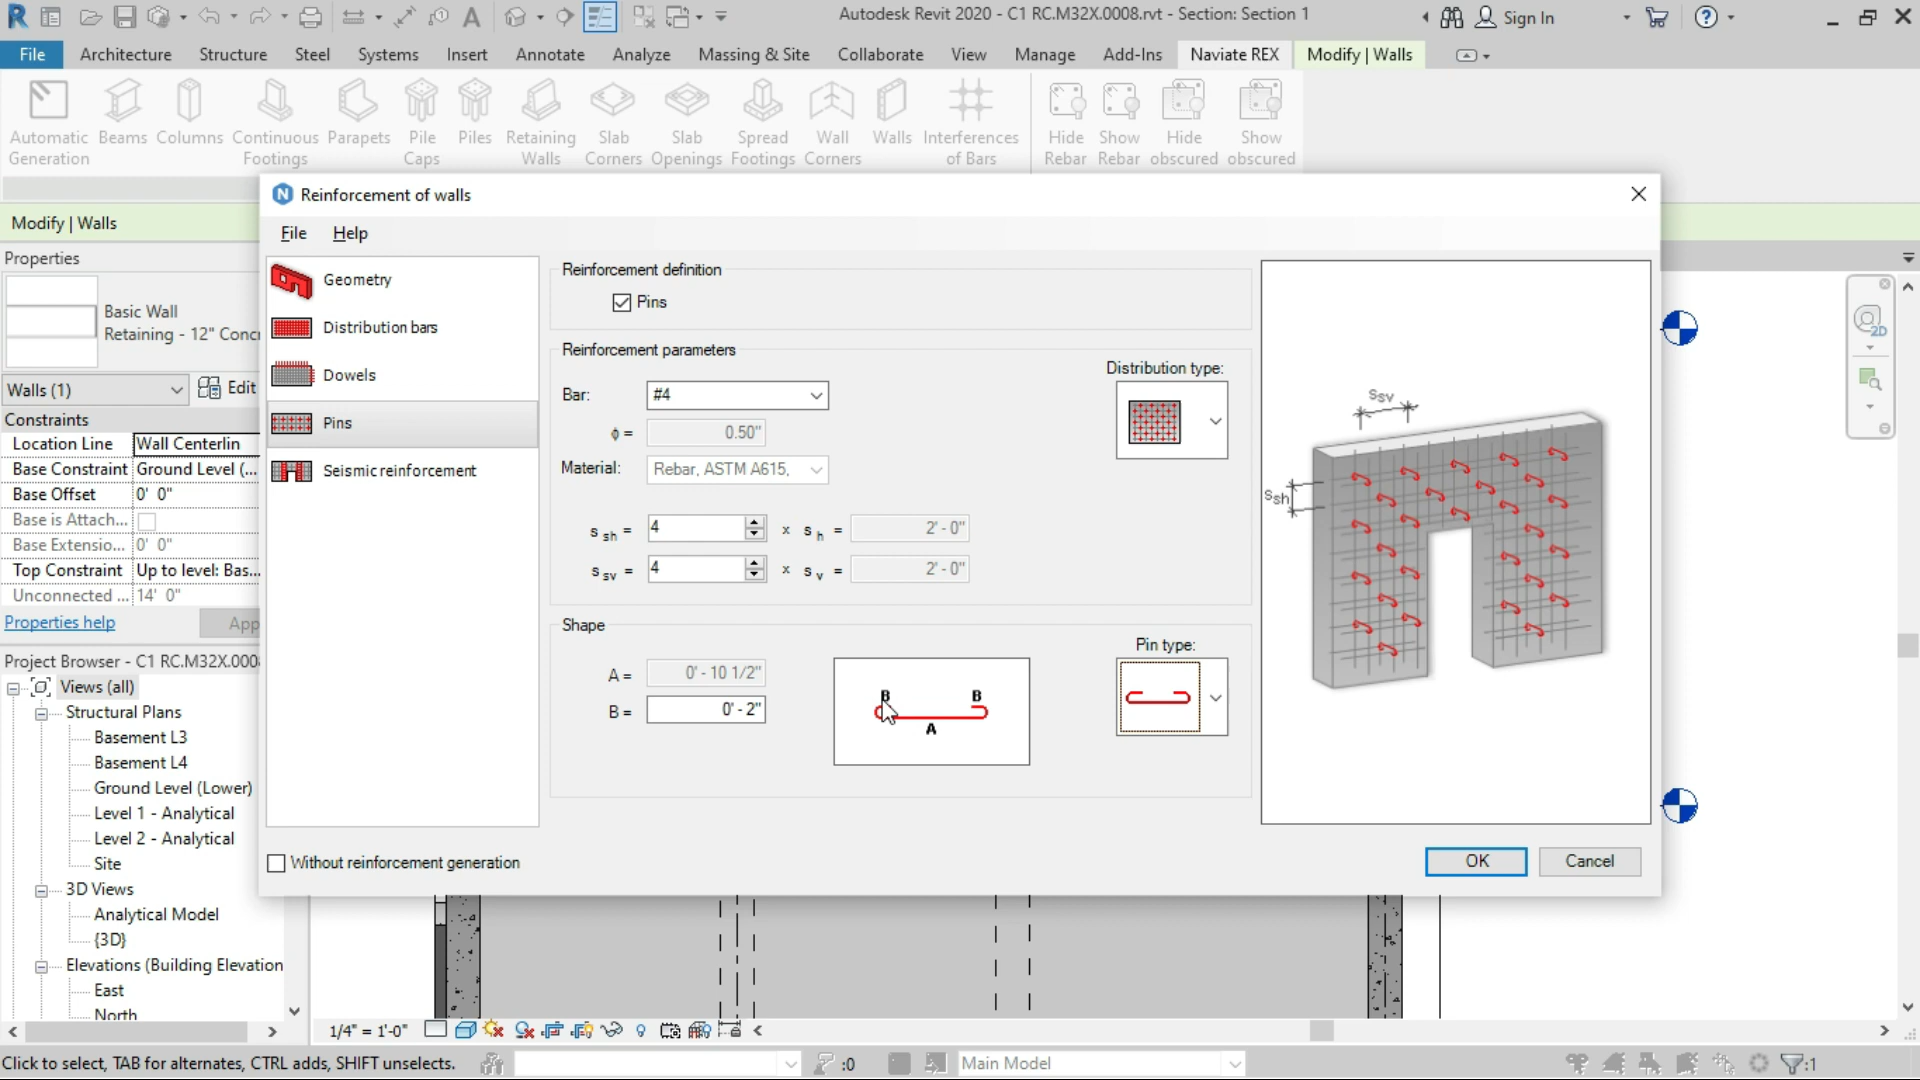 Autodesk Revit 2020 - C1 RC.M32X.0008.rvt - Section: Section 1
Sign In
File Architecture Structure Steel Systems Insert Annotate Analyze Massing & Site Collaborate View Manage Add-Ins Naviate REX Modify | Walls
Automatic Generation
Beams
Columns
Continuous Footings
Parapets
Pile Caps
Piles
Retaining Walls
Slab Corners
Slab Openings
Spread Footings
Wall Corners
Walls
Interferences of Bars
Hide Rebar
Show Rebar
Hide obscured
Show obscured
Modify | Walls
Properties
Basic Wall
Retaining - 12" Concr
Walls (1)
Edit
Constraints
Location Line Wall Centerlin
Base Constraint Ground Level (...
Base Offset 0' 0"
Base is Attach...
Base Extensio... 0' 0"
Top Constraint Up to level: Bas...
Unconnected ... 14' 0"
Properties help
App
Project Browser - C1 RC.M32X.000
Views (all)
Structural Plans
Basement L3
Basement L4
Ground Level (Lower)
Level 1 - Analytical
Level 2 - Analytical
Site
3D Views
Analytical Model
{3D}
Elevations (Building Elevation
East
North
Reinforcement of walls
File Help
Geometry
Distribution bars
Dowels
Pins
Seismic reinforcement
Reinforcement definition
Pins
Reinforcement parameters
Distribution type:
Bar: #4
ϕ = 0.50"
Material: Rebar, ASTM A615,
s sh = 4 x s h = 2' - 0"
s sv = 4 x s v = 2' - 0"
Shape
Pin type:
A = 0' - 10 1/2"
B = 0' - 2"
B B
A
Ssv
Ssh
Without reinforcement generation
OK Cancel
2D
1/4" = 1'-0"
Click to select, TAB for alternates, CTRL adds, SHIFT unselects.
:0
Main Model
:1